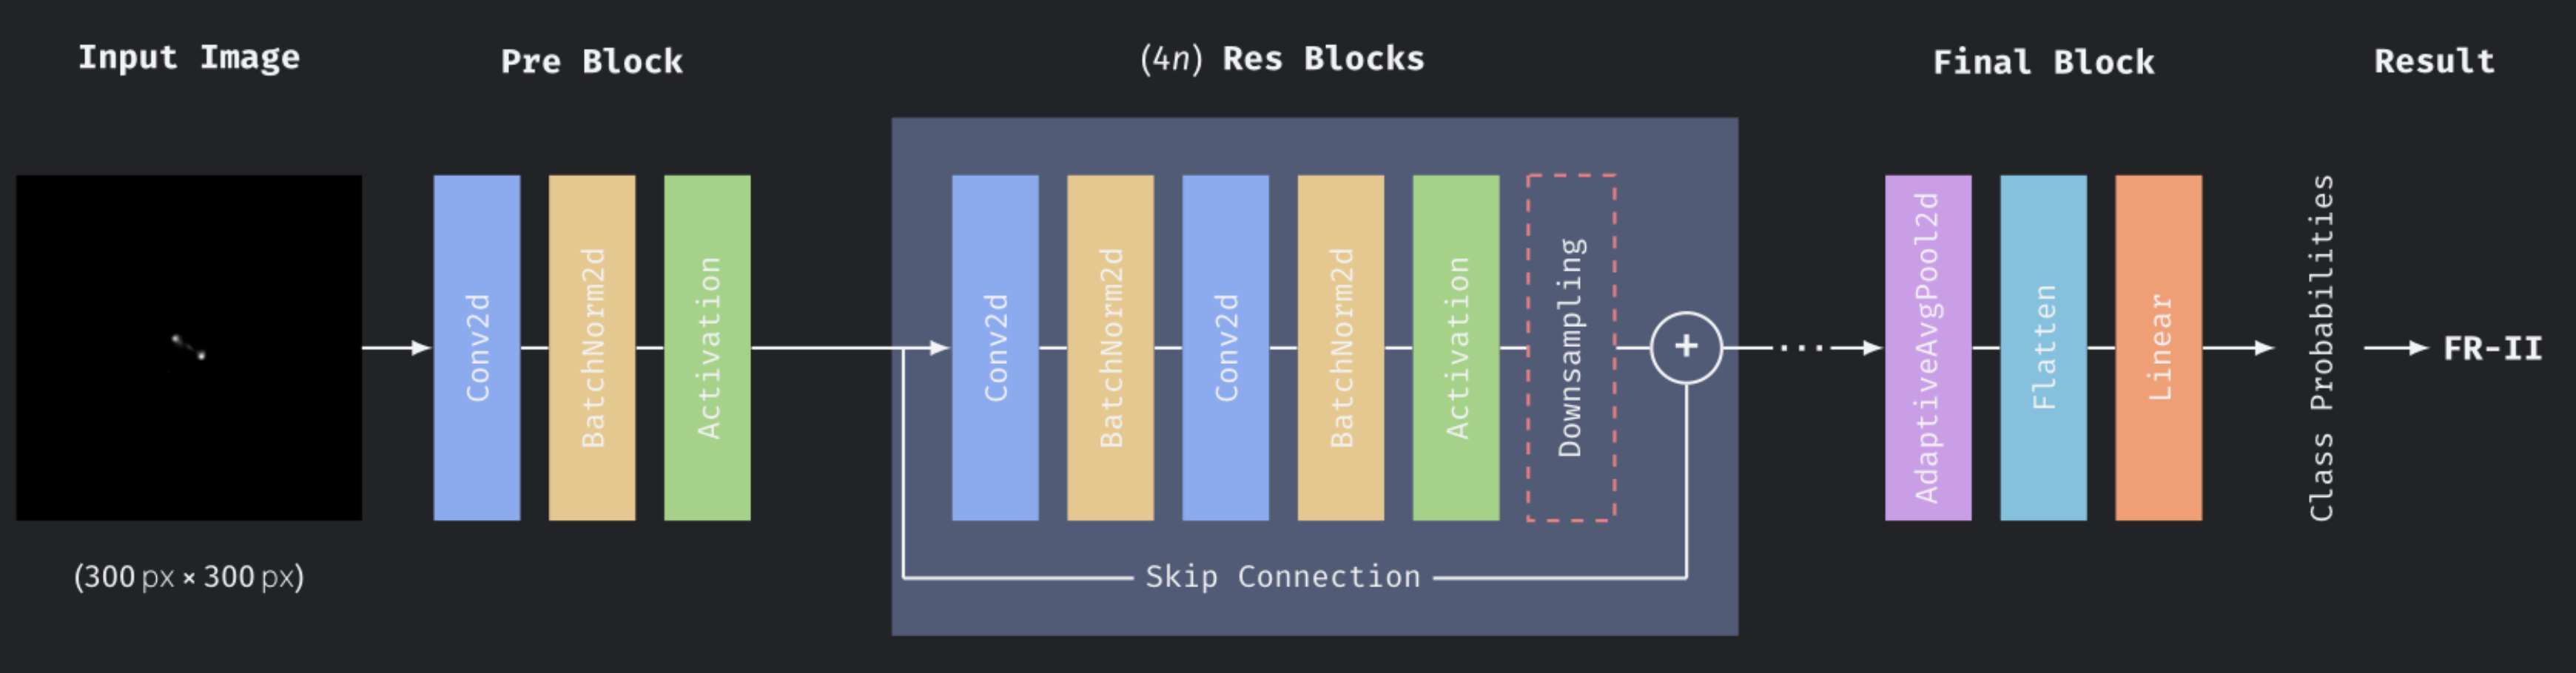 Input Image
Pre Block
(4n) Res Blocks
Final Block
Result
Conv2d
BatchNorm2d
Activation
Conv2d
BatchNorm2d
Conv2d
BatchNorm2d
Activation
Downsampling
+
...
AdaptiveAvgPool2d
Flatten
Linear
Class Probabilities
FR-II
Skip Connection
(300 px × 300 px)